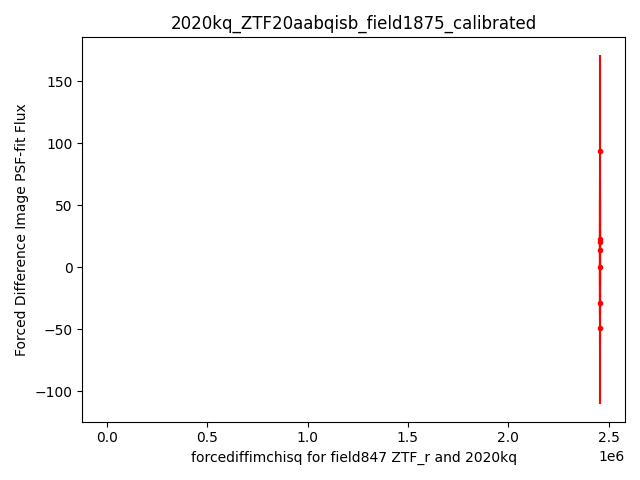 2020kq_ZTF20aabqisb_field1875_calibrated
Forced Difference Image PSF-fit Flux
150
100
50
0
−50
−100
0.0 0.5 1.0 1.5 2.0 2.5
1e6
forcediffimchisq for field847 ZTF_r and 2020kq